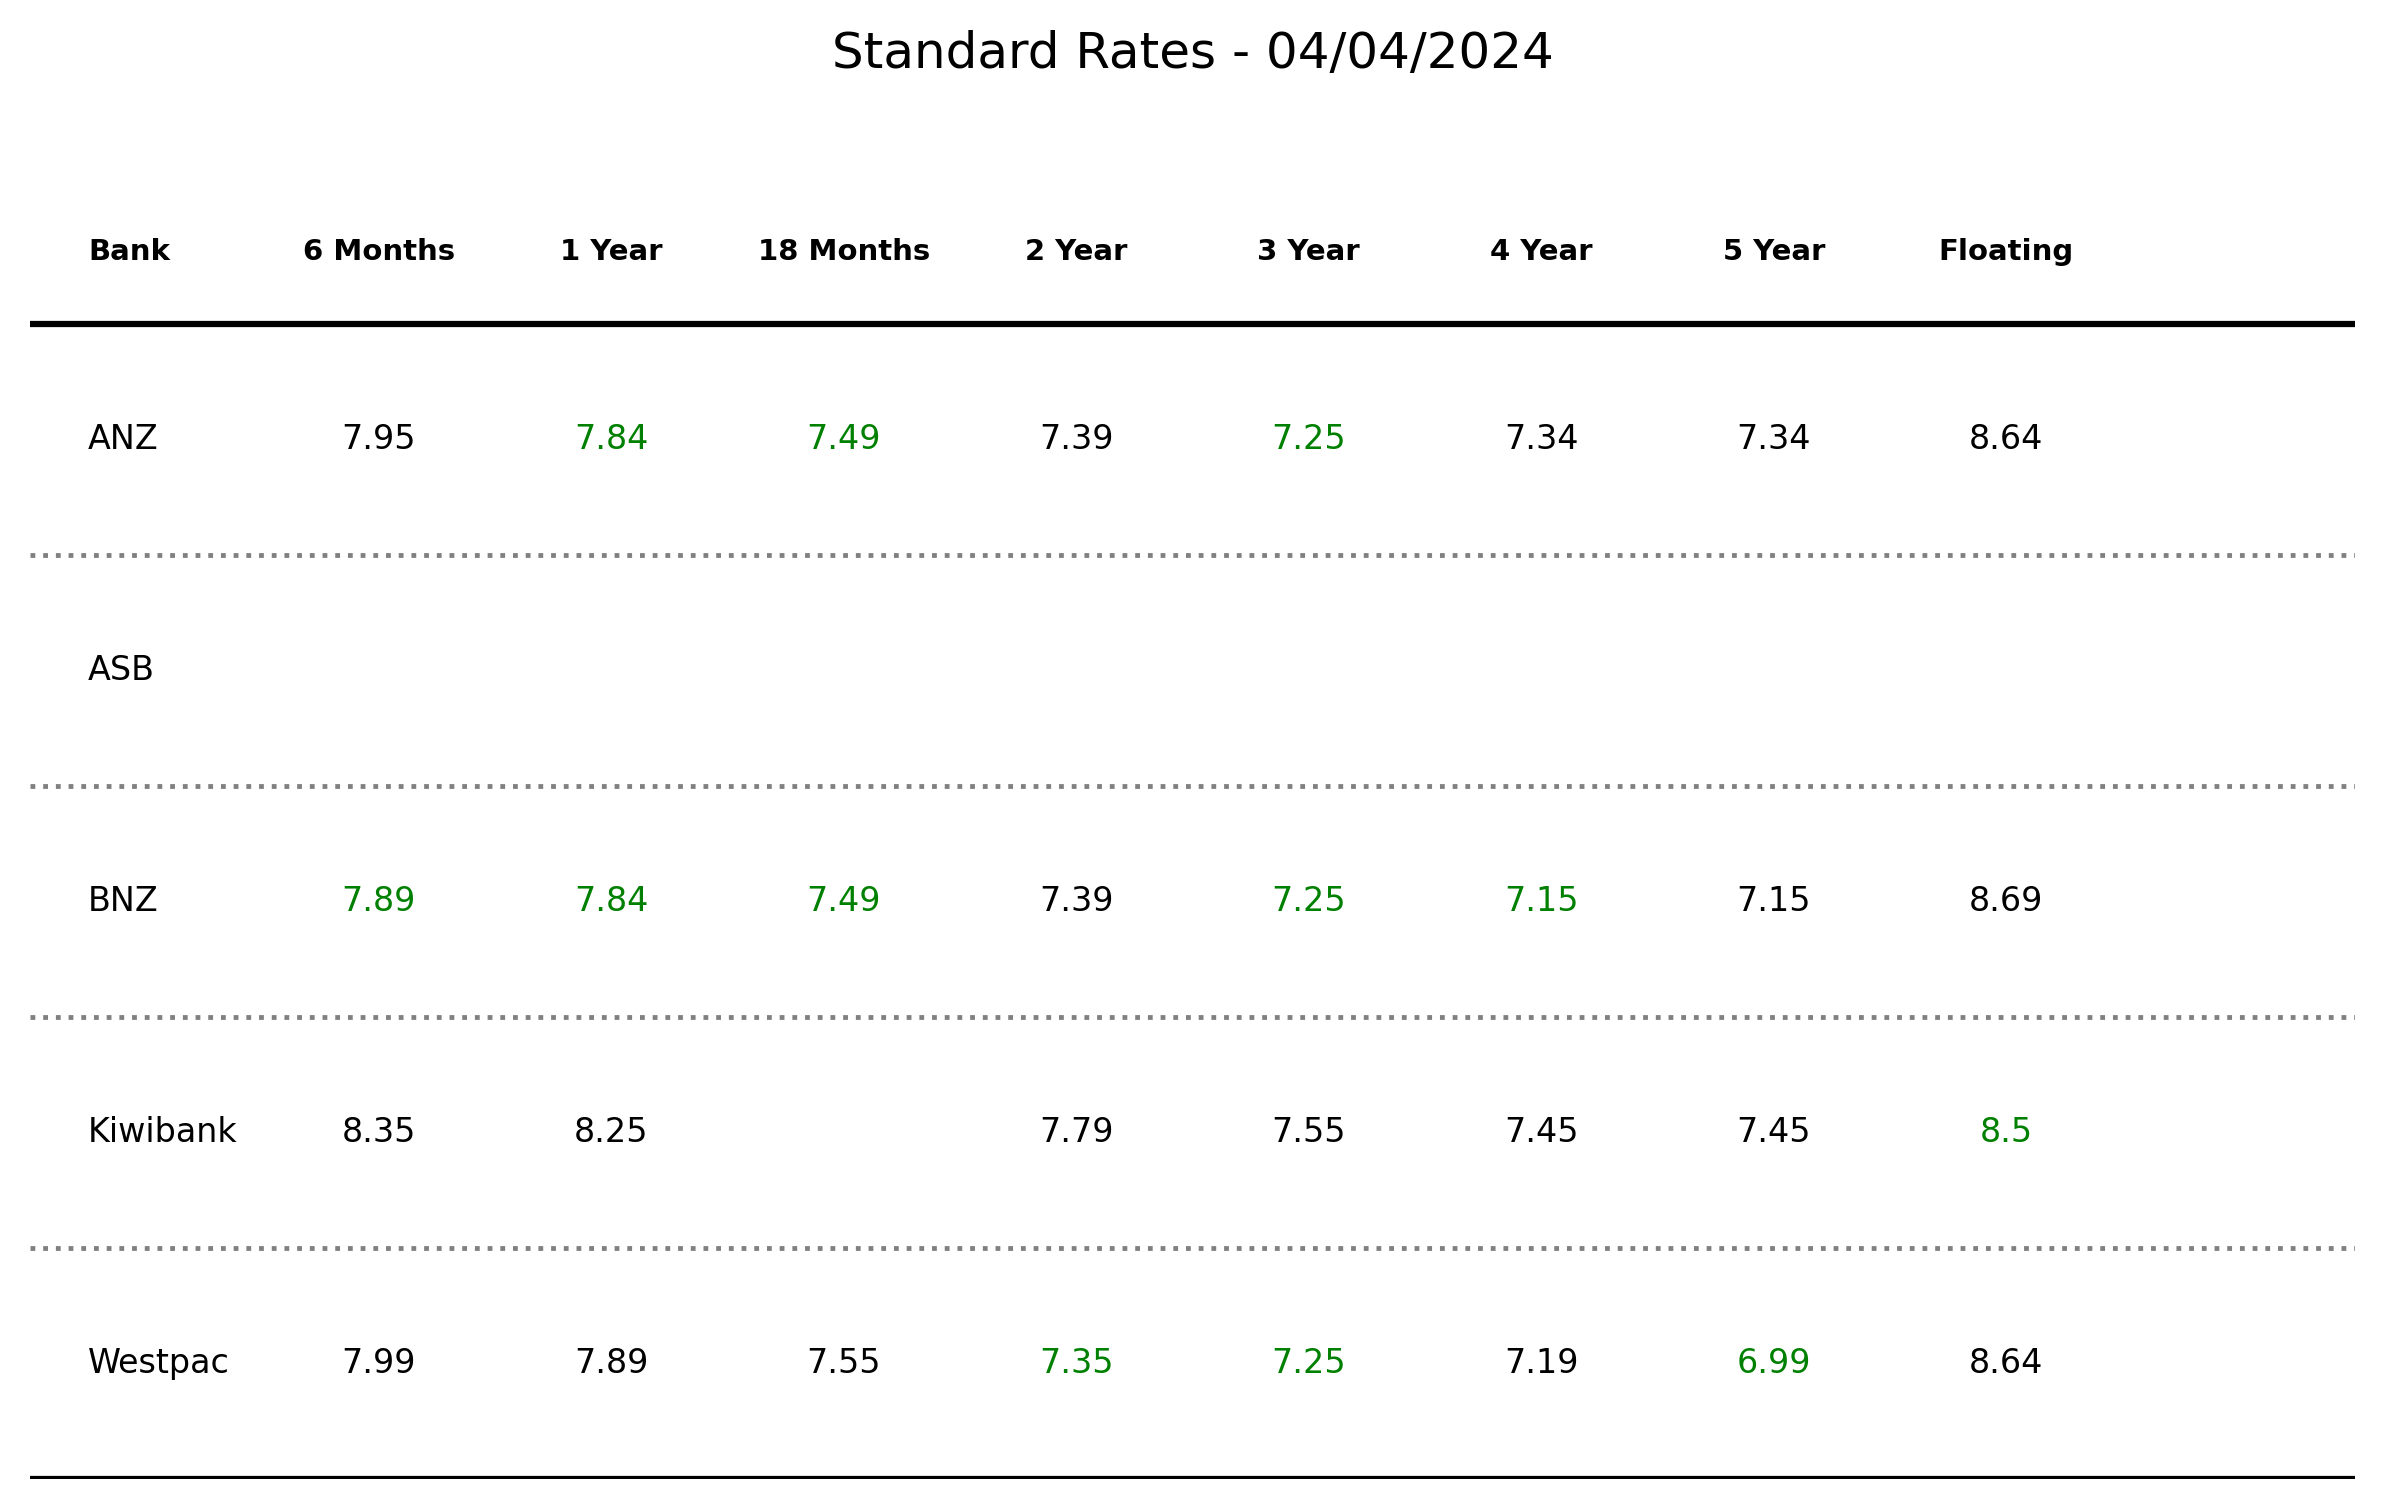 Standard Rates - 04/04/2024
Bank 6 Months 1 Year 18 Months 2 Year 3 Year 4 Year 5 Year Floating
ANZ 7.95 7.84 7.49 7.39 7.25 7.34 7.34 8.64
ASB
BNZ 7.89 7.84 7.49 7.39 7.25 7.15 7.15 8.69
Kiwibank 8.35 8.25 7.79 7.55 7.45 7.45 8.5
Westpac 7.99 7.89 7.55 7.35 7.25 7.19 6.99 8.64